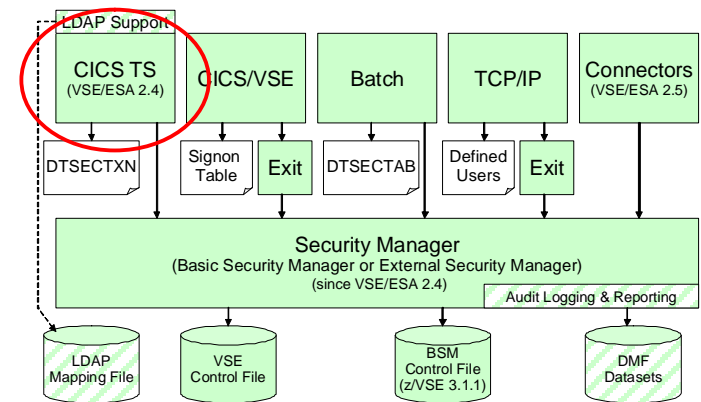 LDAP Support
CICS TS
(VSE/ESA 2.4)
CICS/VSE
Batch
TCP/IP
Connectors
(VSE/ESA 2.5)
DTSECTXN
Signon
Table
Exit
DTSECTAB
Defined
Users
Exit
Security Manager
(Basic Security Manager or External Security Manager)
(since VSE/ESA 2.4)
Audit Logging & Reporting
LDAP
Mapping File
VSE
Control File
BSM
Control File
(z/VSE 3.1.1)
DMF
Datasets